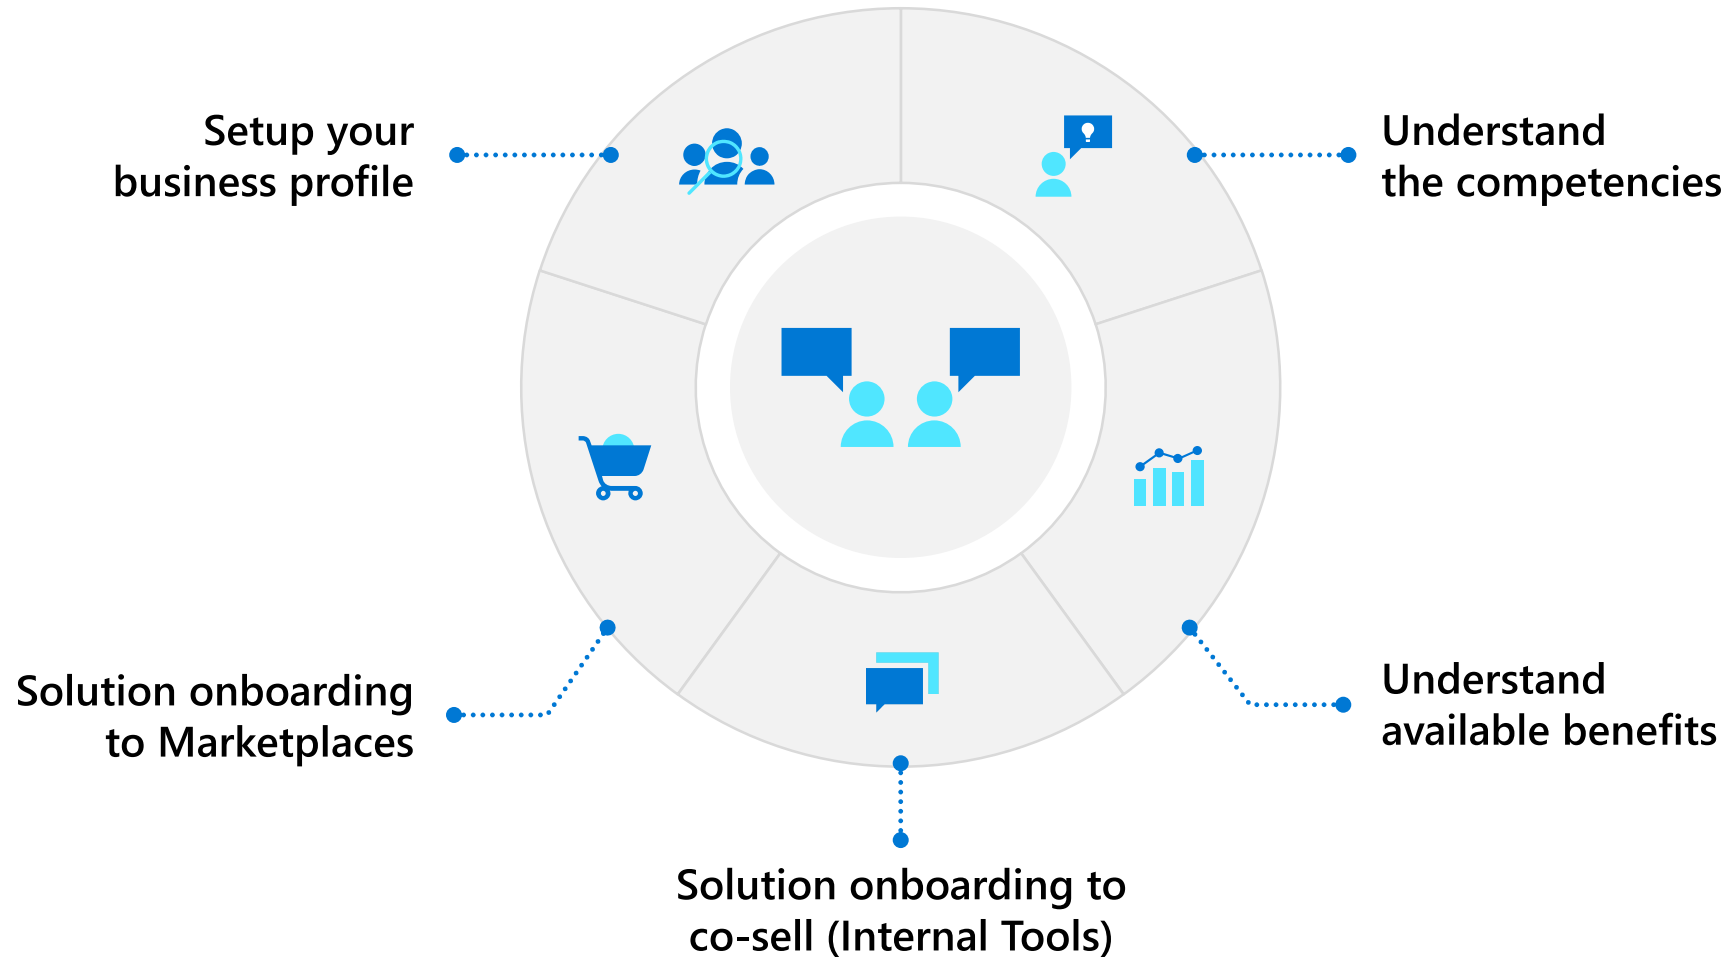 Setup your
business profile
Understand
the competencies
Solution onboarding
to Marketplaces
Understand
available benefits
Solution onboarding to
co-sell (Internal Tools)